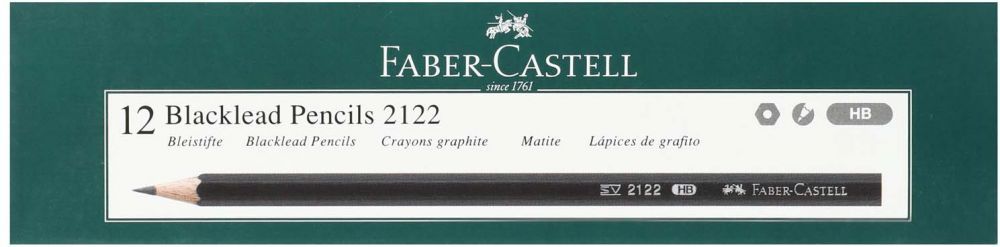 FABER-CASTELL
since 1761
12 Blacklead Pencils 2122
HB
Bleistifte Blacklead Pencils Crayons graphite Matite Lápices de grafito
SV 2122 HB FABER-CASTELL